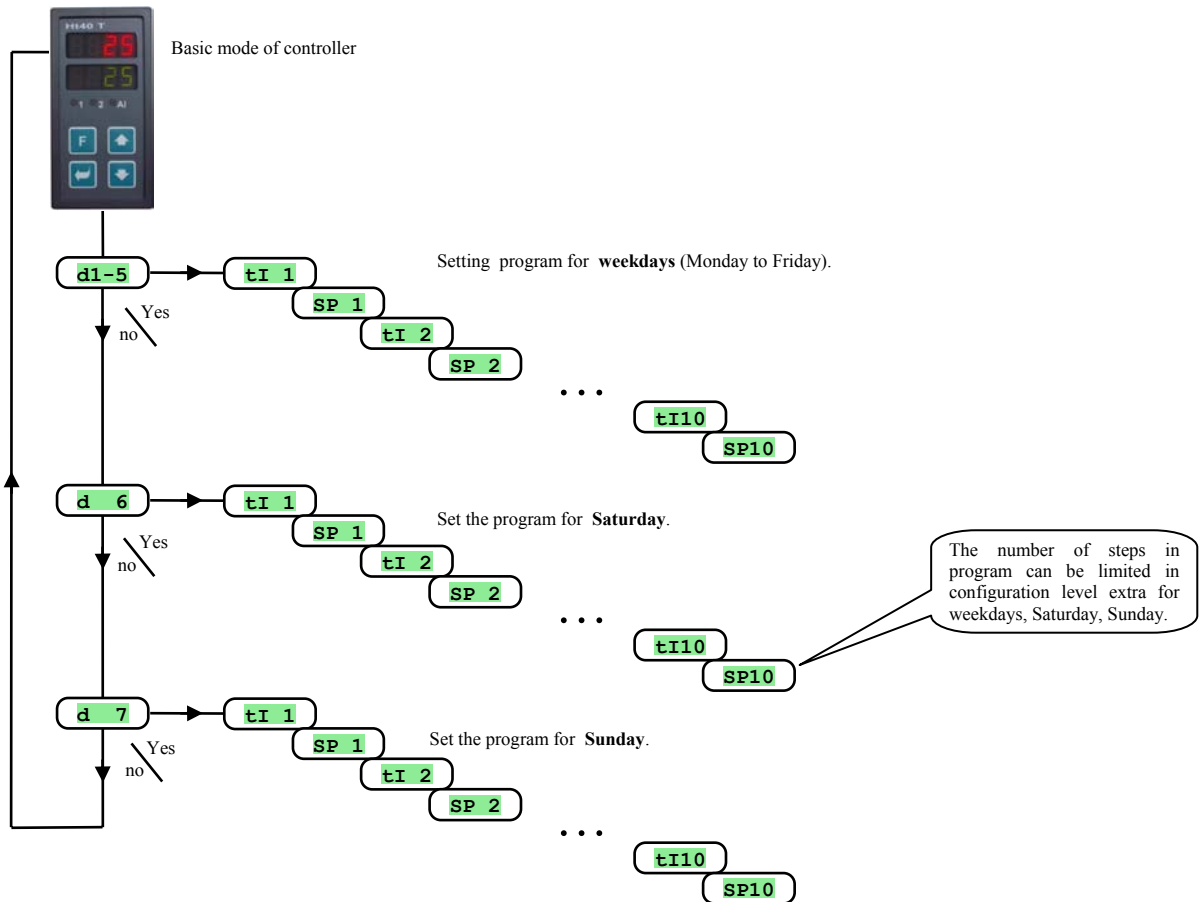 Ht40 T
25
25
1 2 Al
F
Basic mode of controller
d1-5
tI 1
Setting program for weekdays (Monday to Friday).
SP 1
Yes
no
tI 2
SP 2
. . .
tI10
SP10
d 6
tI 1
Set the program for Saturday.
SP 1
Yes
no
tI 2
SP 2
. . .
tI10
SP10
The number of steps in
program can be limited in
configuration level extra for
weekdays, Saturday, Sunday.
d 7
tI 1
Set the program for Sunday.
SP 1
Yes
no
tI 2
SP 2
. . .
tI10
SP10